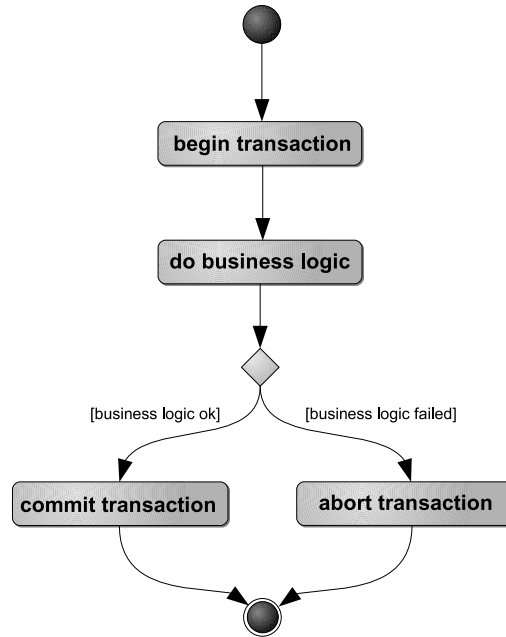 begin transaction
do business logic
[business logic ok]
[business logic failed]
commit transaction
abort transaction